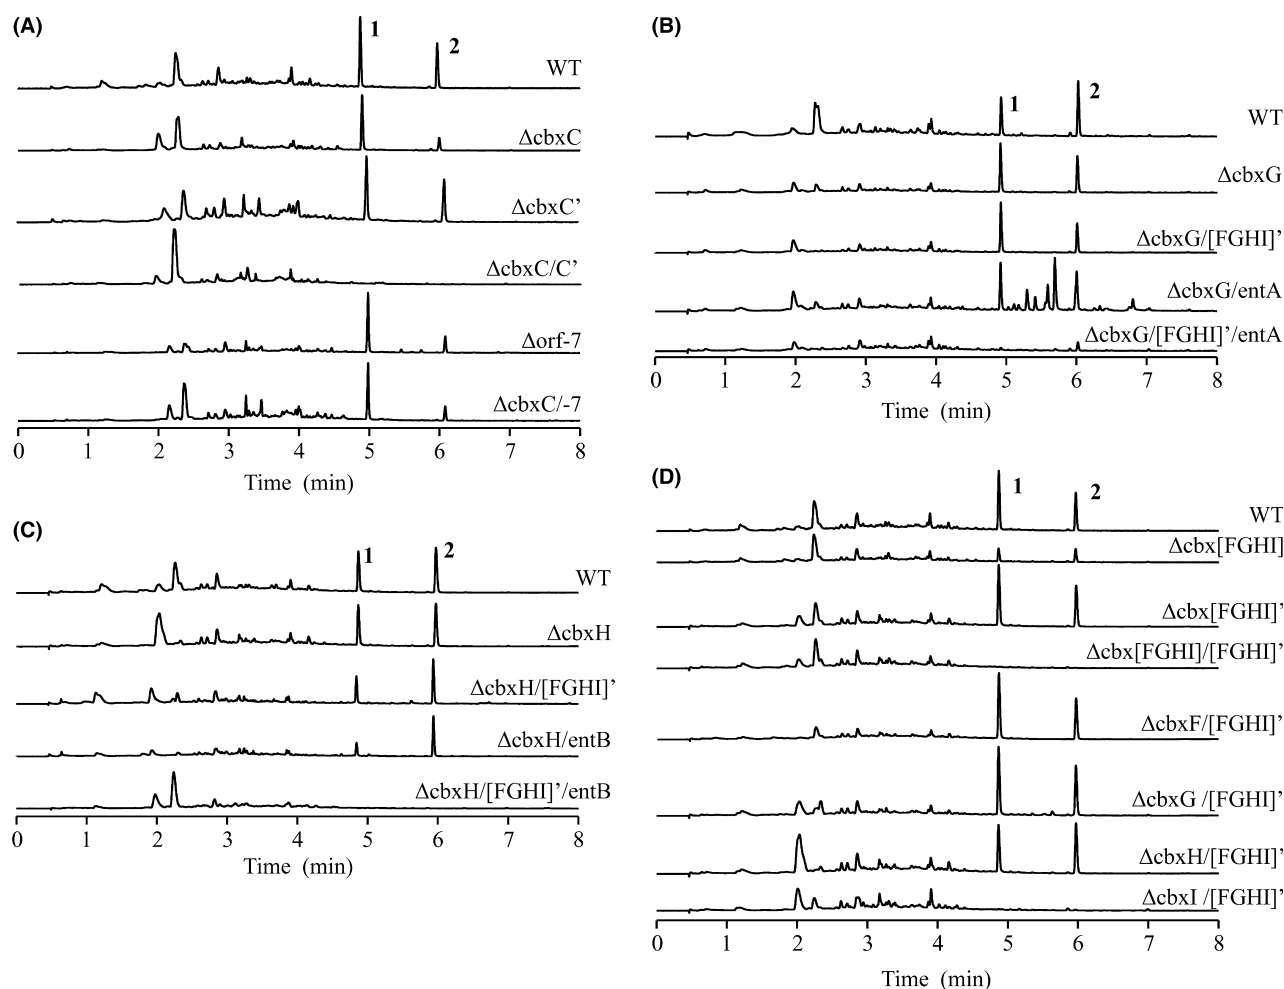 (A)
1
2
WT
ΔcbxC
ΔcbxC’
ΔcbxC/C’
Δorf-7
ΔcbxC/-7
0 1 2 3 4 5 6 7 8
Time (min)
(B)
1
2
WT
ΔcbxG
ΔcbxG/[FGHI]’
ΔcbxG/entA
ΔcbxG/[FGHI]’/entA
0 1 2 3 4 5 6 7 8
Time (min)
(C)
1
2
WT
ΔcbxH
ΔcbxH/[FGHI]’
ΔcbxH/entB
ΔcbxH/[FGHI]’/entB
0 1 2 3 4 5 6 7 8
Time (min)
(D)
1
2
WT
Δcbx[FGHI]
Δcbx[FGHI]’
Δcbx[FGHI]/[FGHI]’
ΔcbxF/[FGHI]’
ΔcbxG /[FGHI]’
ΔcbxH/[FGHI]’
ΔcbxI /[FGHI]’
0 1 2 3 4 5 6 7 8
Time (min)